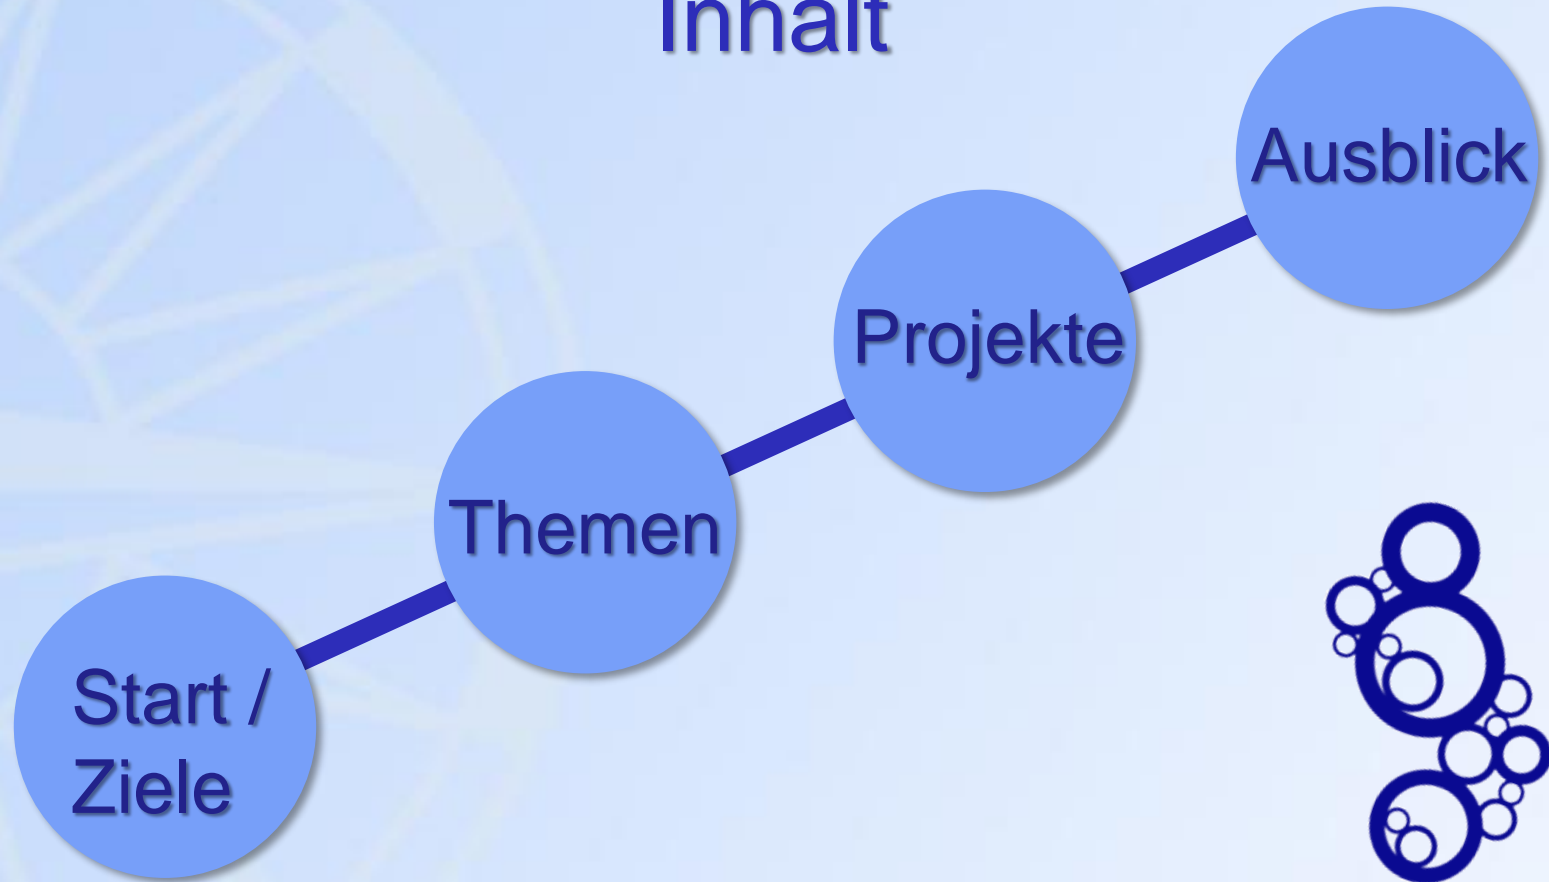 Inhalt
Ausblick
Projekte
Themen
Start /
Ziele